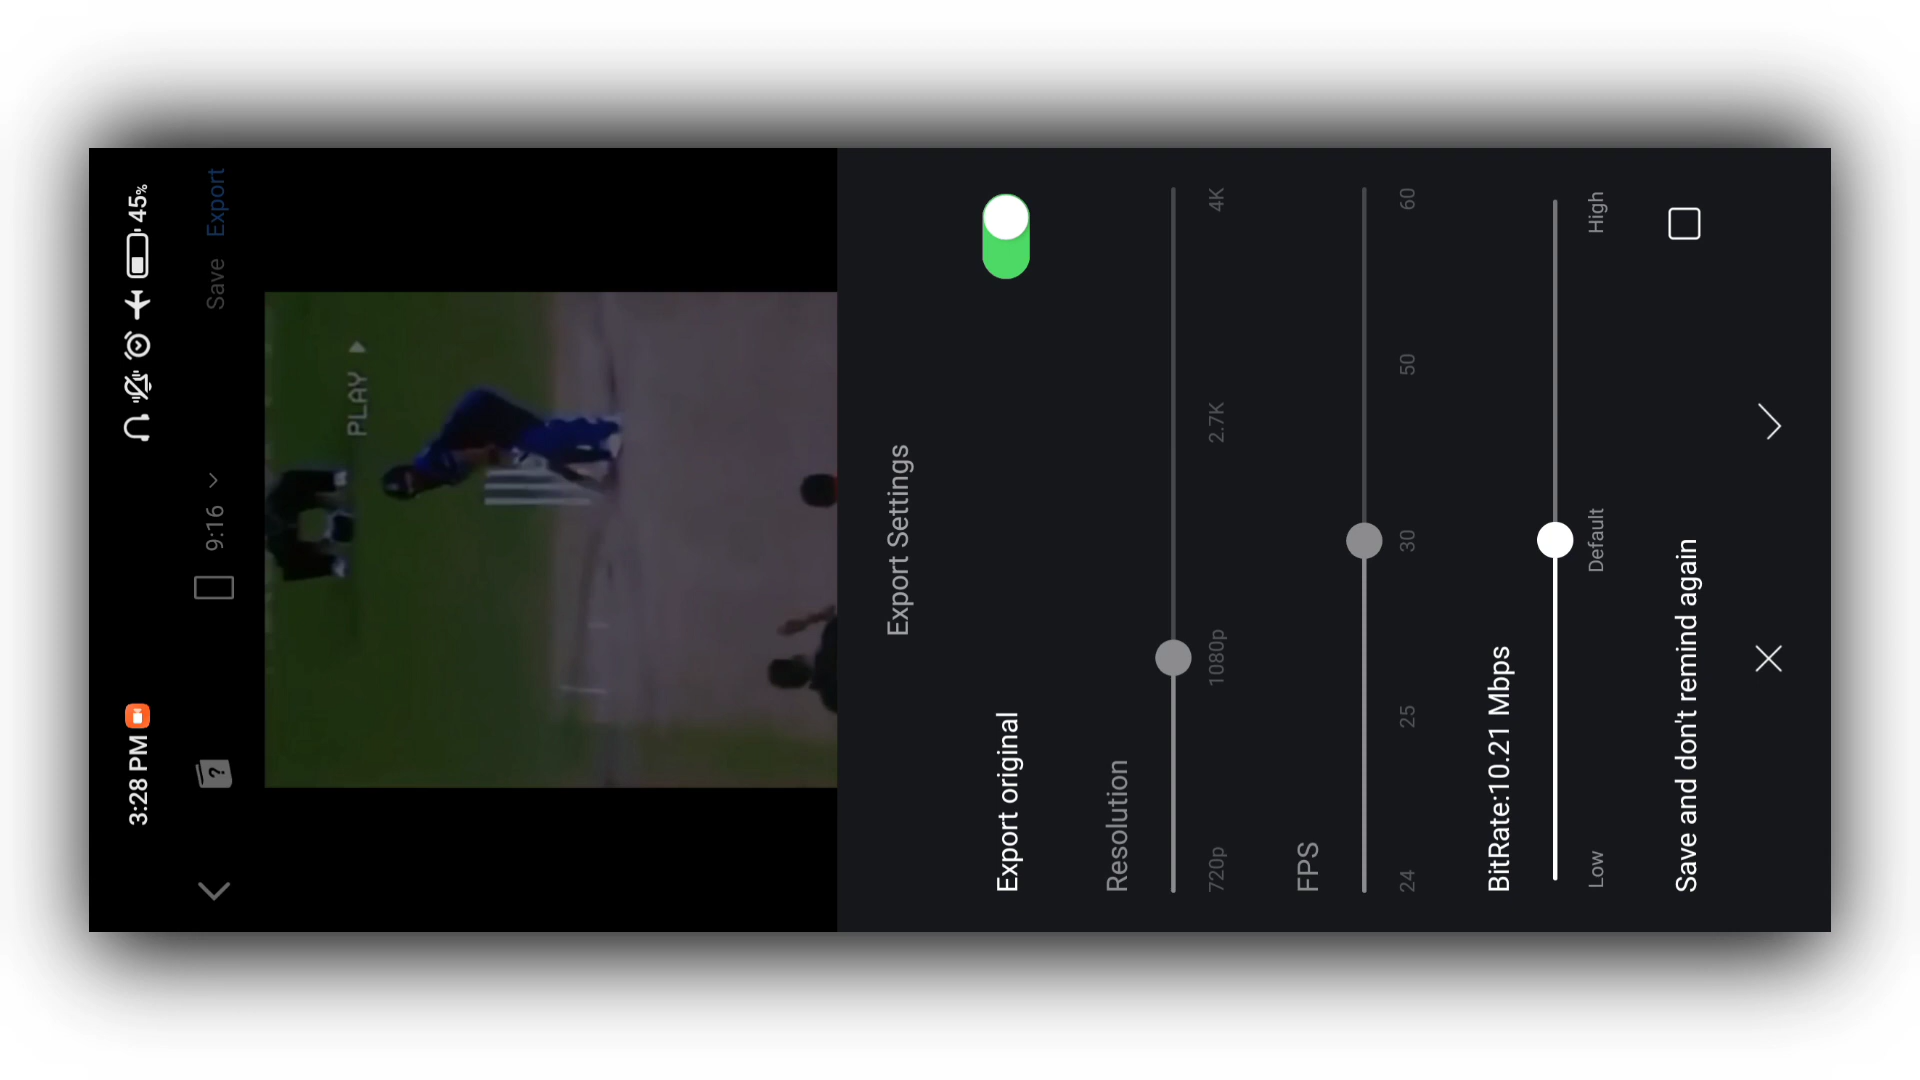 3:28 PM 45%
9:16 Save Export
PLAY
Export Settings
Export original
Resolution
720p 1080p 2.7K 4K
FPS
24 25 30 50 60
BitRate:10.21 Mbps
Low Default High
Save and don't remind again